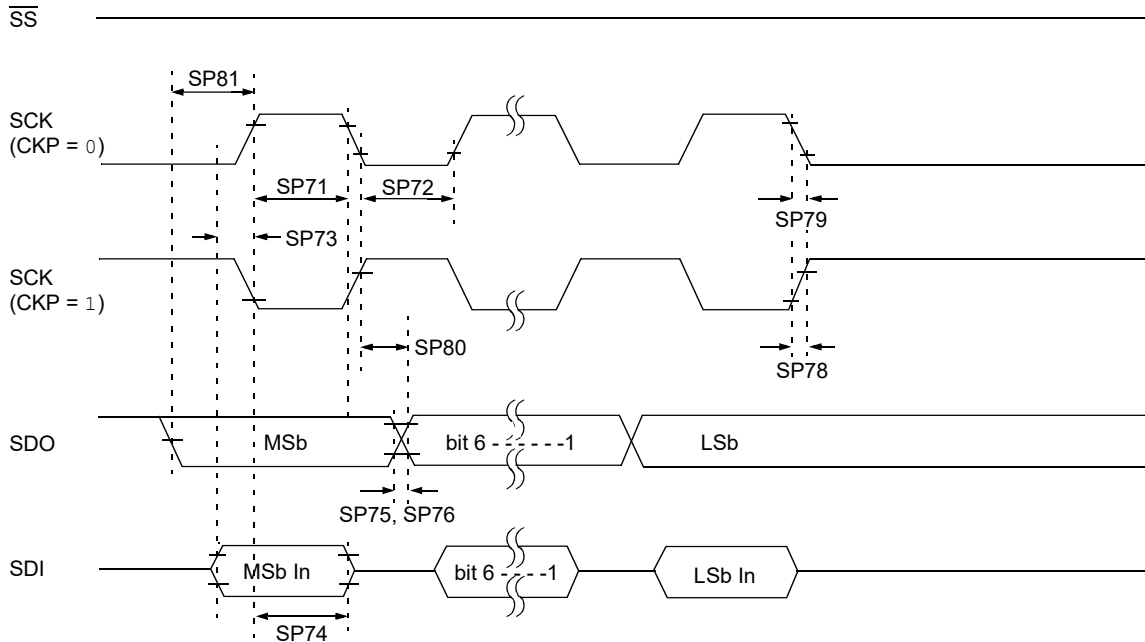 SS
SP81
SCK
(CKP = 0)
SP71
SP72
SP79
SP73
SCK
(CKP = 1)
SP80
SP78
SDO
MSb
bit 6 - - - - - - -1
LSb
SP75, SP76
SDI
MSb In
bit 6 - - - - -1
LSb In
SP74